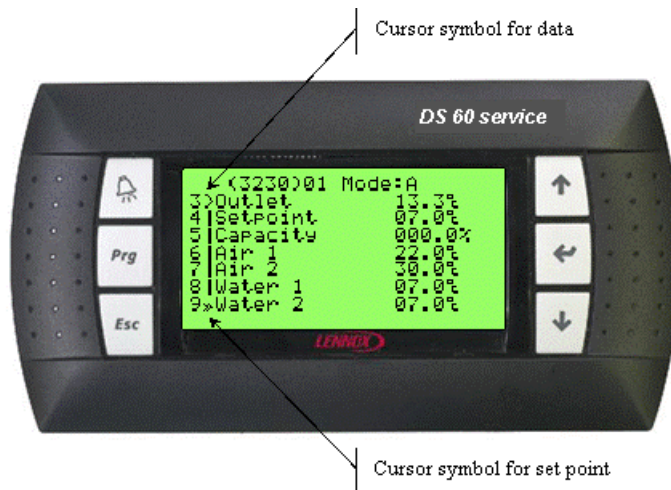 Cursor symbol for data
DS 60 service
(3230)01 Mode:A
3>Outlet 13.3℃
4|Setpoint 07.0℃
5|Capacity 000.0%
6|Air 1 22.0℃
7|Air 2 30.0℃
8|Water 1 07.0℃
9»Water 2 07.0℃
Prg
Esc
LENNOX
Cursor symbol for set point